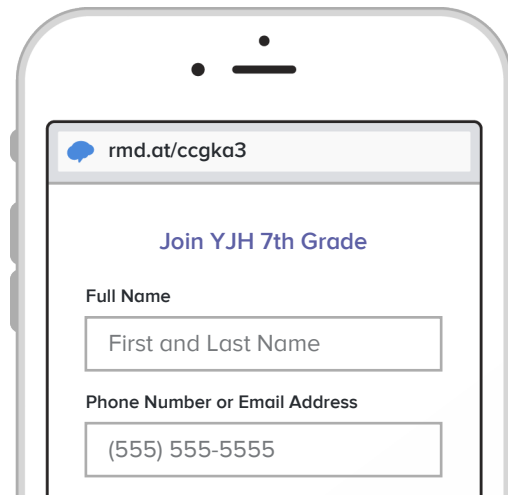 rmd.at/ccgka3
Join YJH 7th Grade
Full Name
First and Last Name
Phone Number or Email Address
(555) 555-5555